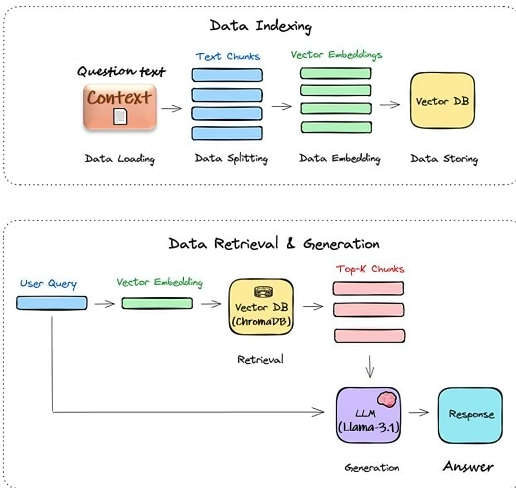 Data Indexing
Question text
Text Chunks
Vector Embeddings
Context
Vector DB
Data Loading
Data Splitting
Data Embedding
Data Storing
Data Retrieval & Generation
User Query
Vector Embedding
Top-K Chunks
Vector DB
(ChromaDB)
Retrieval
LLM
(Llama-3.1)
Response
Generation
Answer